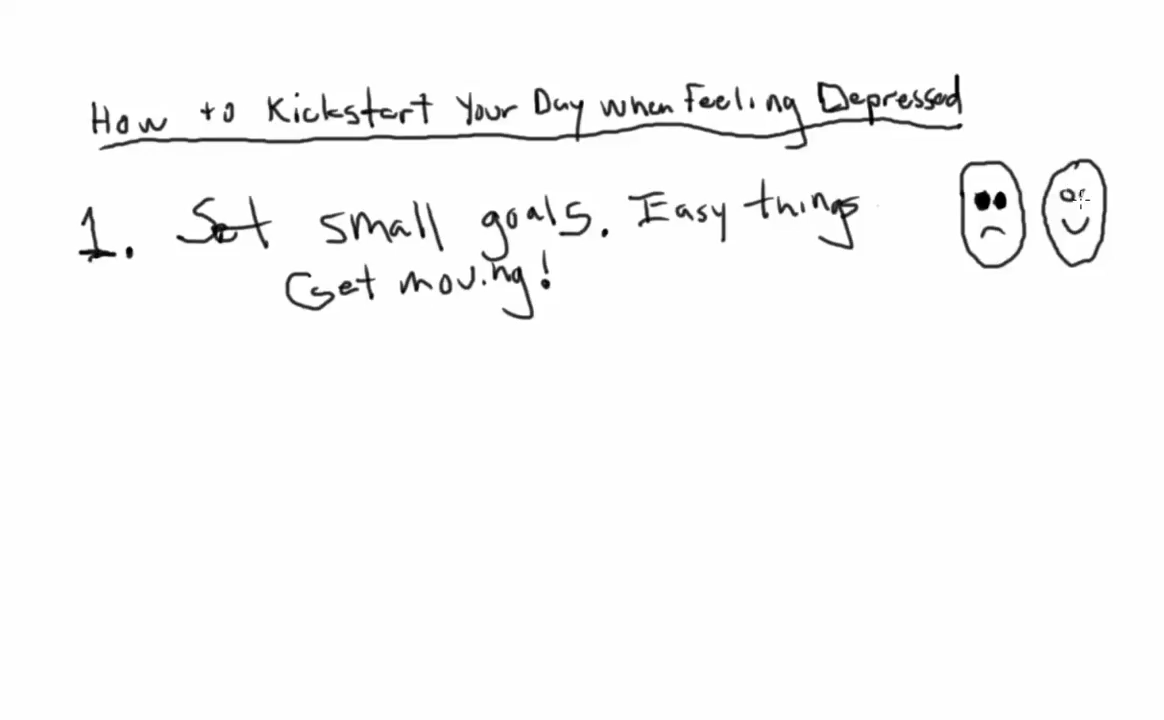 How to Kickstart Your Day when Feeling Depressed
1. Set small goals. Easy things
Get moving!